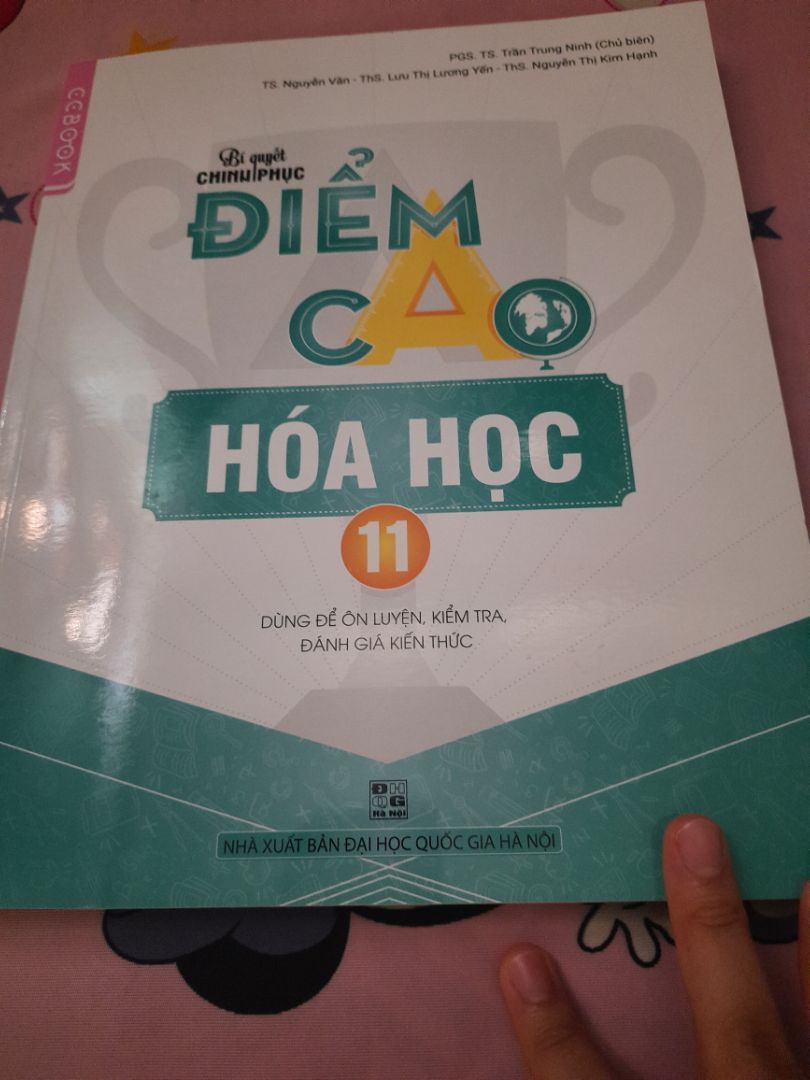 CCBOOK
PGS. TS. Trần Trung Ninh (Chủ biên)
TS. Nguyễn Văn - ThS. Lưu Thị Lương Yến - ThS. Nguyễn Thị Kim Hạnh
Bí quyết
CHINH PHỤC
ĐIỂM
CAO
HÓA HỌC
11
DÙNG ĐỂ ÔN LUYỆN, KIỂM TRA,
ĐÁNH GIÁ KIẾN THỨC
ĐH
QG
Hà Nội
NHÀ XUẤT BẢN ĐẠI HỌC QUỐC GIA HÀ NỘI